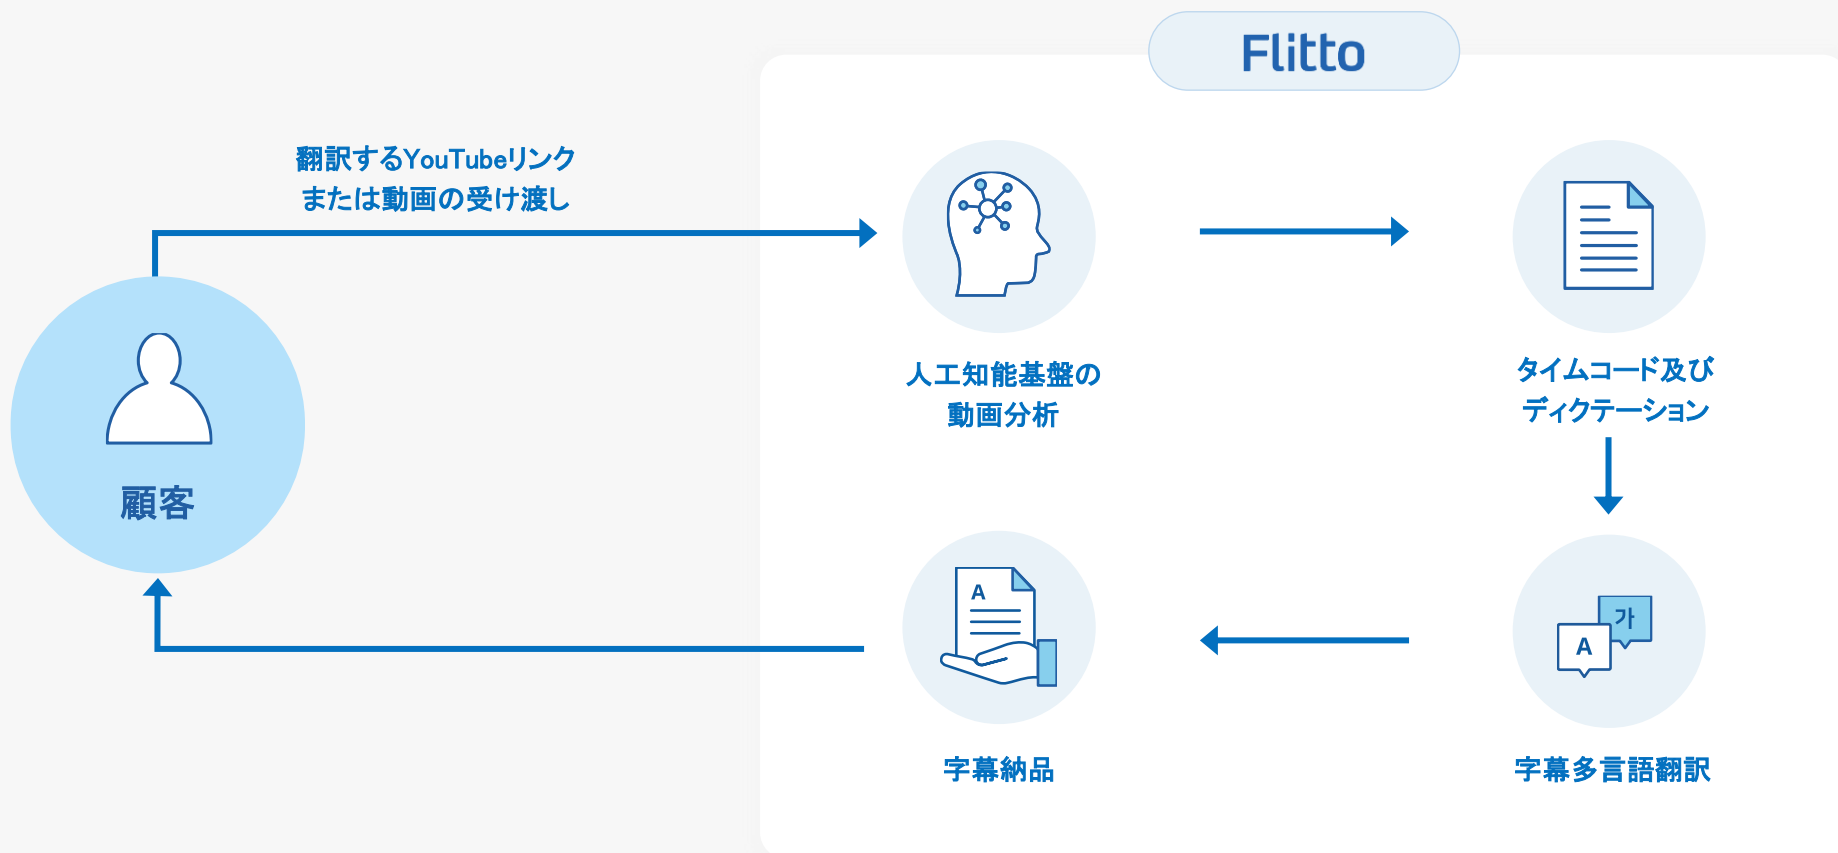 Flitto
翻訳するYouTubeリンク
または動画の受け渡し
顧客
人工知能基盤の
動画分析
タイムコード及び
ディクテーション
A
가
A
字幕納品
字幕多言語翻訳